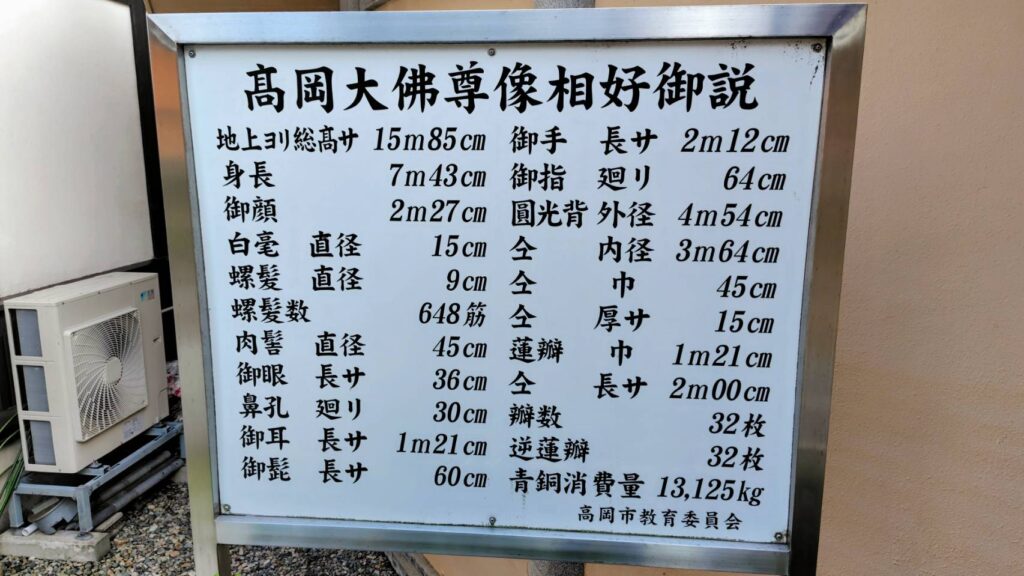 髙岡大佛尊像相好御説
地上ヨリ総髙サ 15m85cm
身長 7m43cm
御顔 2m27cm
白毫 直径 15cm
螺髪 直径 9cm
螺髪数 648筋
肉髻 直径 45cm
御眼 長サ 36cm
鼻孔 廻リ 30cm
御耳 長サ 1m21cm
御髭 長サ 60cm
御手 長サ 2m12cm
御指 廻リ 64cm
圓光背 外径 4m54cm
仝 内径 3m64cm
仝 巾 45cm
仝 厚サ 15cm
蓮瓣 巾 1m21cm
仝 長サ 2m00cm
瓣数 32枚
逆蓮瓣 32枚
青銅消費量 13,125kg
高岡市教育委員会